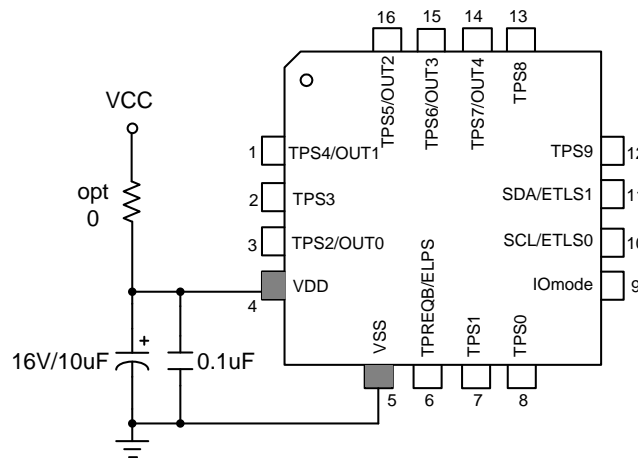 16 15 14 13
TPS5/OUT2
TPS6/OUT3
TPS7/OUT4
TPS8
VCC
1 TPS4/OUT1
TPS9 12
opt
0
2 TPS3
SDA/ETLS1 11
3 TPS2/OUT0
SCL/ETLS0 10
4 VDD
IOmode 9
VSS
TPREQB/ELPS
TPS1
TPS0
+
16V/10uF
0.1uF
5 6 7 8